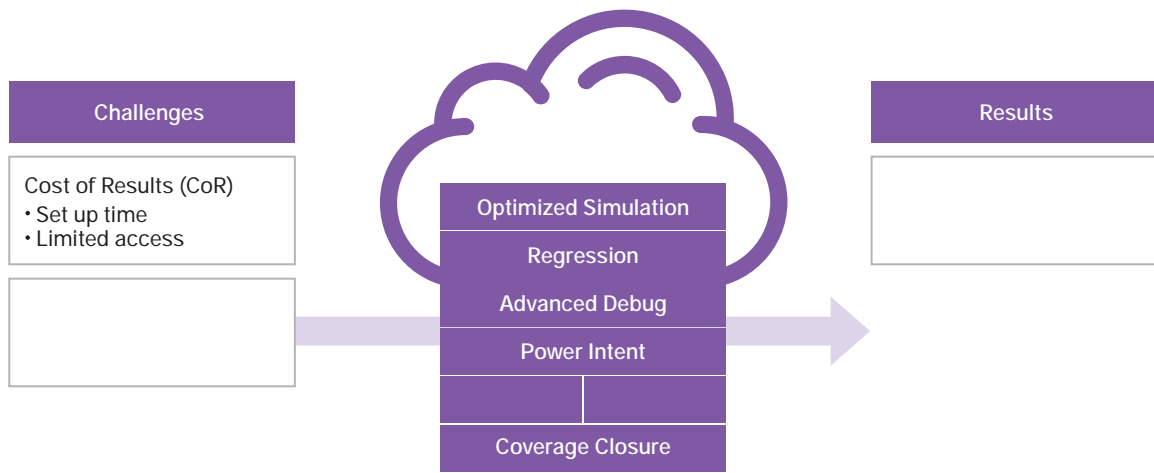 Challenges
Cost of Results (CoR)
• Set up time
• Limited access
Optimized Simulation
Regression
Advanced Debug
Power Intent
Coverage Closure
Results